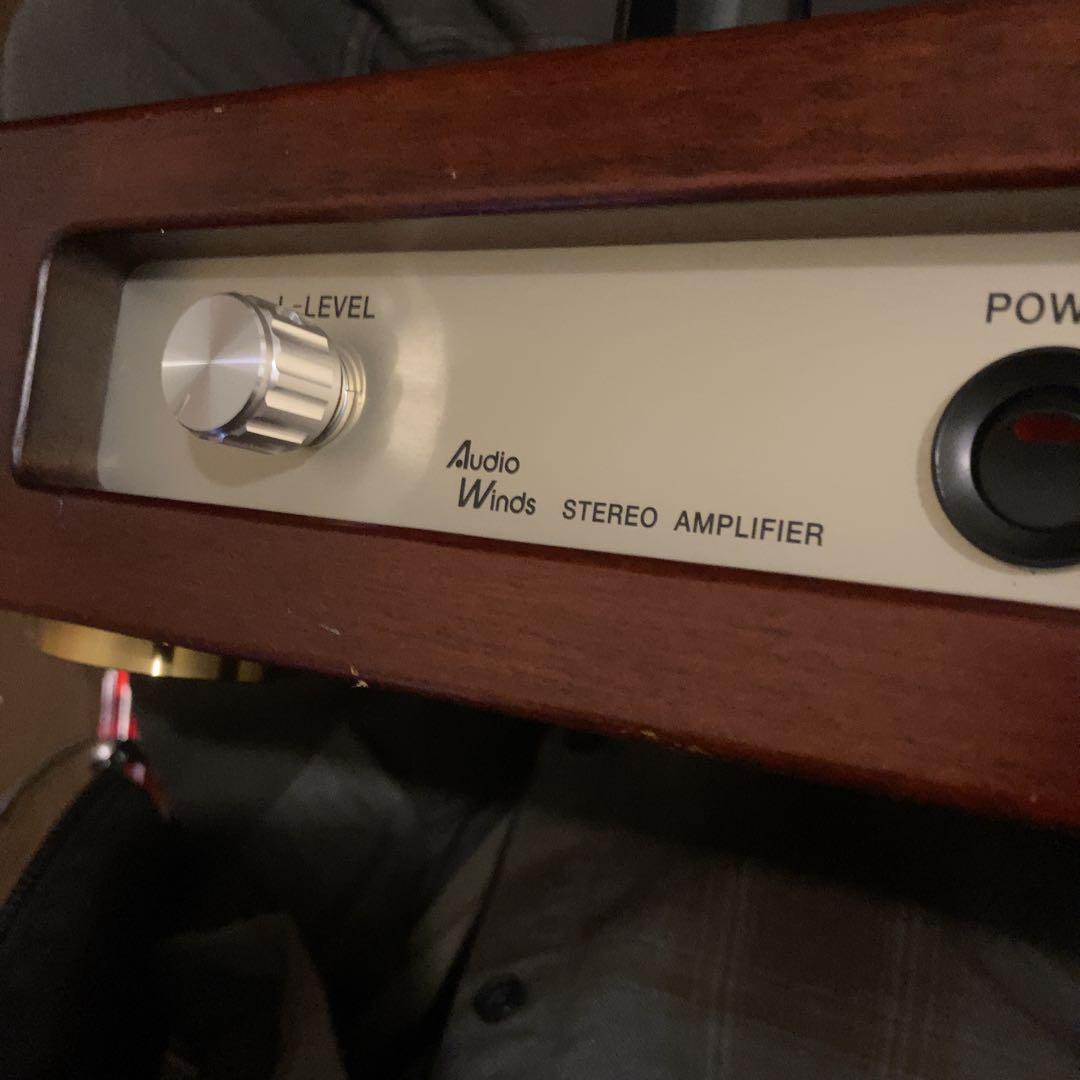 L-LEVEL
POW
Audio
Winds STEREO AMPLIFIER